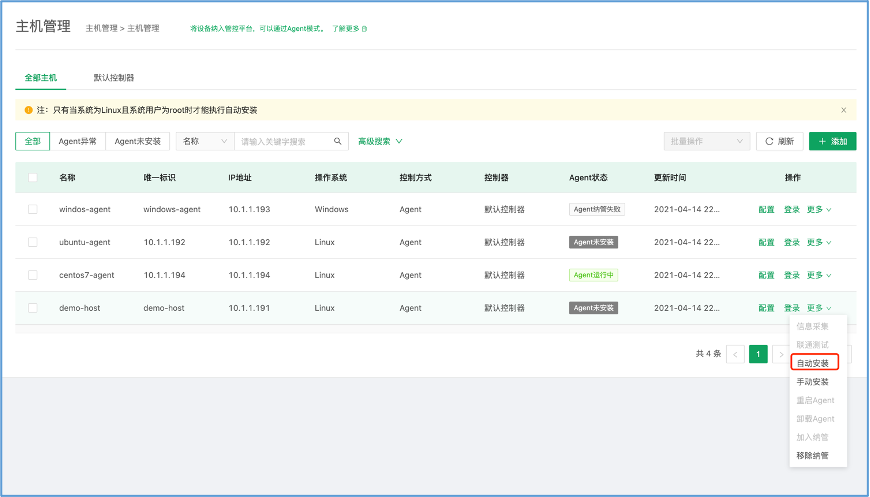 主机管理 主机管理 > 主机管理 将设备纳入管控平台，可以通过Agent模式。 了解更多
全部主机 默认控制器
注：只有当系统为Linux且系统用户为root时才能执行自动安装
全部 Agent异常 Agent未安装 名称 请输入关键字搜索 高级搜索 批量操作 刷新 添加
名称 唯一标识 IP地址 操作系统 控制方式 控制器 Agent状态 更新时间 操作
windos-agent windows-agent 10.1.1.193 Windows Agent 默认控制器 Agent纳管失败 2021-04-14 22... 配置 登录 更多
ubuntu-agent 10.1.1.192 10.1.1.192 Linux Agent 默认控制器 Agent未安装 2021-04-14 22... 配置 登录 更多
centos7-agent 10.1.1.194 10.1.1.194 Linux Agent 默认控制器 Agent运行中 2021-04-14 22... 配置 登录 更多
demo-host demo-host 10.1.1.191 Linux Agent 默认控制器 Agent未安装 2021-04-14 22... 配置 登录 更多
共 4 条 < 1 >
信息采集
联通测试
自动安装
手动安装
重启Agent
卸载Agent
加入纳管
移除纳管